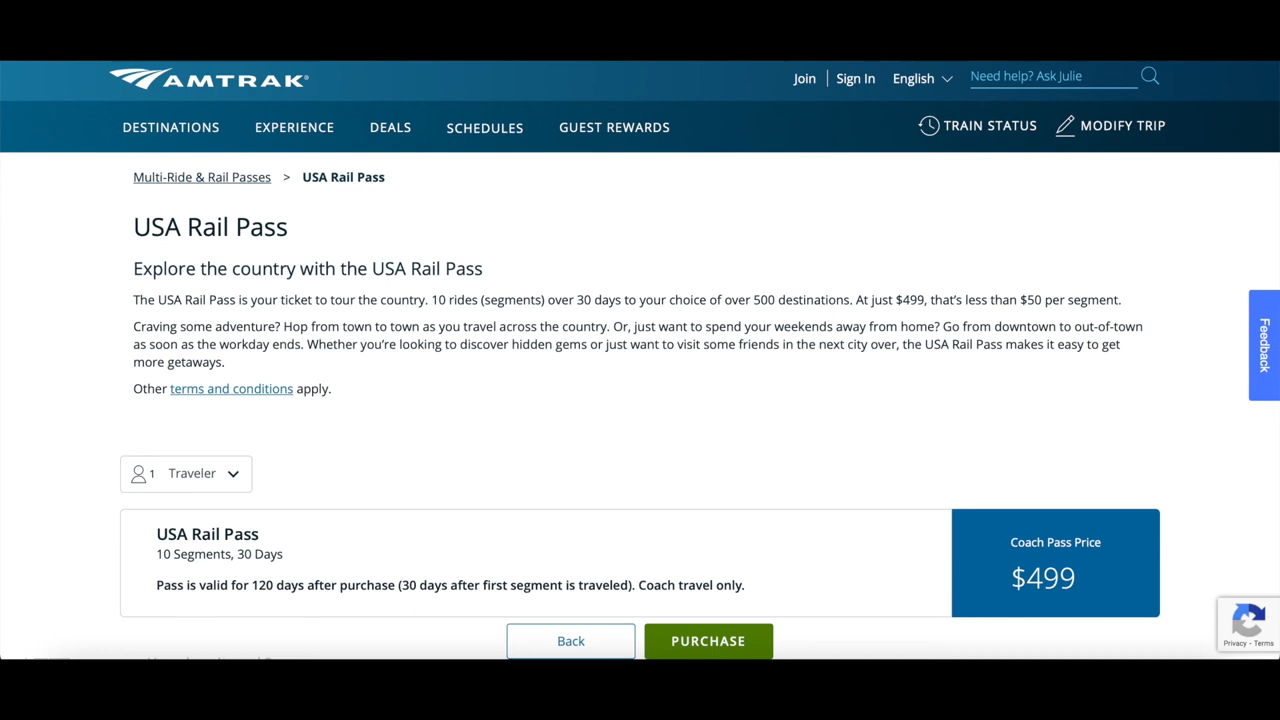 AMTRAK®
Join
Sign In
English
Need help? Ask Julie
DESTINATIONS
EXPERIENCE
DEALS
SCHEDULES
GUEST REWARDS
TRAIN STATUS
MODIFY TRIP
Multi-Ride & Rail Passes > USA Rail Pass
USA Rail Pass
Explore the country with the USA Rail Pass
The USA Rail Pass is your ticket to tour the country. 10 rides (segments) over 30 days to your choice of over 500 destinations. At just $499, that’s less than $50 per segment.
Craving some adventure? Hop from town to town as you travel across the country. Or, just want to spend your weekends away from home? Go from downtown to out-of-town
as soon as the workday ends. Whether you’re looking to discover hidden gems or just want to visit some friends in the next city over, the USA Rail Pass makes it easy to get
more getaways.
Other terms and conditions apply.
Feedback
1 Traveler
USA Rail Pass
10 Segments, 30 Days
Pass is valid for 120 days after purchase (30 days after first segment is traveled). Coach travel only.
Coach Pass Price
$499
Back
PURCHASE
Privacy - Terms